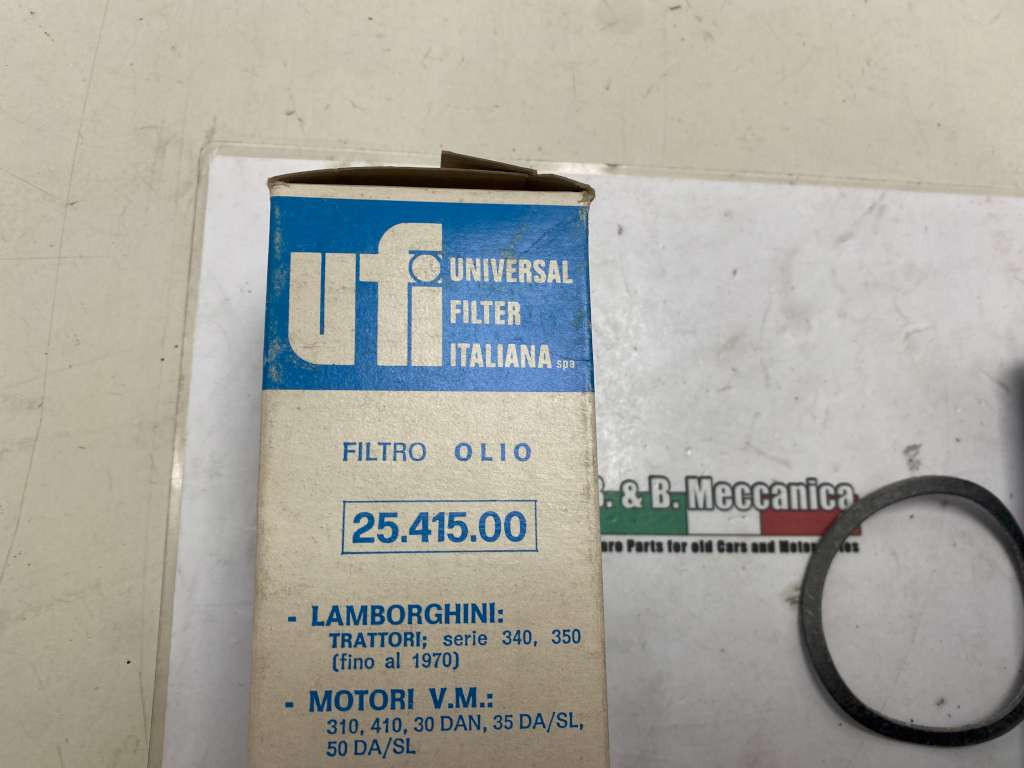 ufi
UNIVERSAL
FILTER
ITALIANA spa
FILTRO OLIO
25.415.00
- LAMBORGHINI:
TRATTORI; serie 340, 350
(fino al 1970)
- MOTORI V.M.:
310, 410, 30 DAN, 35 DA/SL,
50 DA/SL
& B. Meccanica
Parts for old Cars and